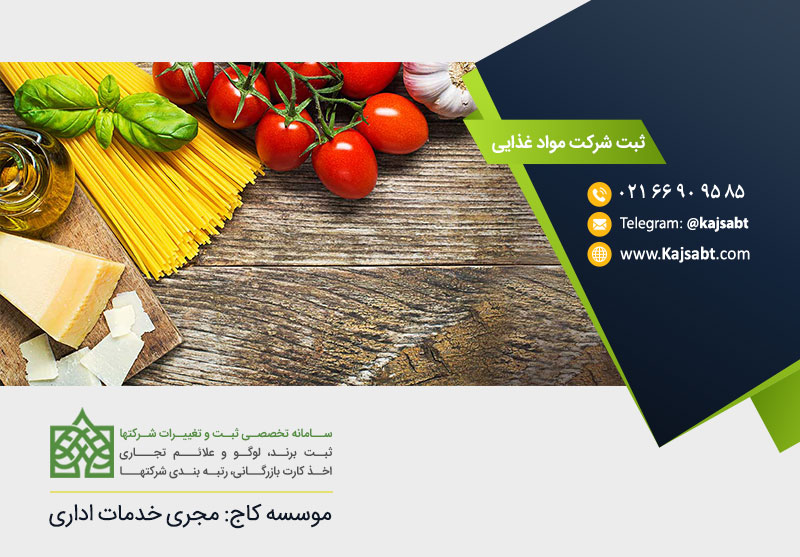 ثبت شرکت مواد غذایی
۰۲۱ ۶۶ ۹۰ ۹۵ ۸۵
Telegram: @kajsabt
www.Kajsabt.com
سامانه تخصصی ثبت و تغییرات شرکتها
ثبت برند، لوگو و علائم تجاری
اخذ کارت بازرگانی، رتبه بندی شرکتها
موسسه کاج: مجری خدمات اداری